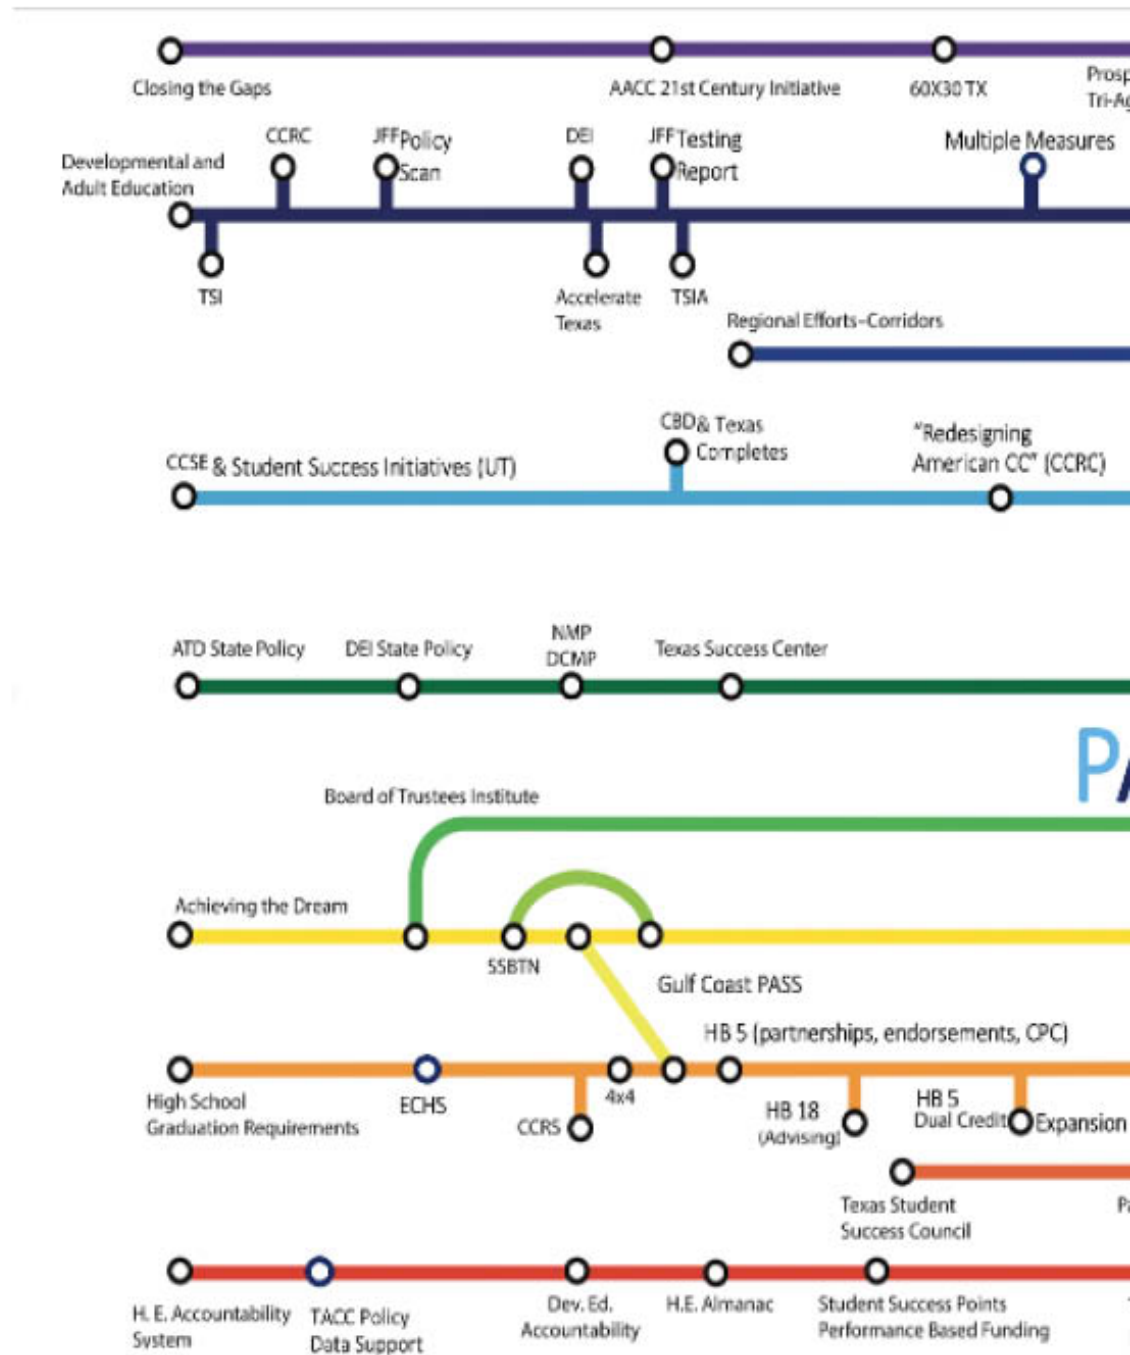 Closing the Gaps
AACC 21st Century Initiative
60X30 TX
Prosp
Tri-Ag
CCRC
JFF Policy
Scan
DEI
JFF Testing
Report
Multiple Measures
Developmental and
Adult Education
TSI
Accelerate
Texas
TSIA
Regional Efforts-Corridors
CBD & Texas
Completes
"Redesigning
American CC" (CCRC)
CCSE & Student Success Initiatives (UT)
ATD State Policy
DEI State Policy
NMP
DCMP
Texas Success Center
PA
Board of Trustees Institute
Achieving the Dream
SSBTN
Gulf Coast PASS
HB 5 (partnerships, endorsements, CPC)
High School
Graduation Requirements
ECHS
CCRS
4x4
HB 18
(Advising)
HB 5
Dual Credit Expansion
Texas Student
Success Council
Pa
H. E. Accountability
System
TACC Policy
Data Support
Dev. Ed.
Accountability
H.E. Almanac
Student Success Points
Performance Based Funding